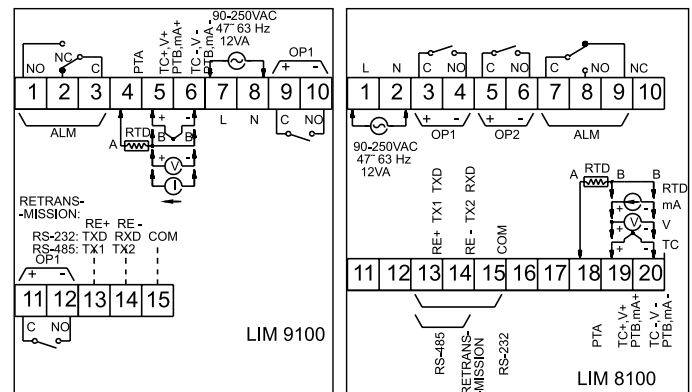 90-250VAC
47~63 Hz
12VA
NO
NC
C
PTA
TC+,V+
PTB,mA+
TC-,V -
PTB,mA-
OP1
+ -
1 2 3 4 5 6 7 8 9 10
ALM
L N
C NO
RTD
A B B
+ -
V
+ -
I
RETRANS-
-MISSION:
RE+ RE -
RS-232: TXD RXD COM
RS-485: TX1 TX2
OP1
+ -
11 12 13 14 15
C NO
LIM 9100
L N C NO C NO C NO NC
1 2 3 4 5 6 7 8 9 10
+ - + -
OP1 OP2 ALM
90-250VAC
47~63 Hz
12VA
RE+ TX1 TXD
RE - TX2 RXD
COM
A RTD B B
RTD
+ - mA
+ V - V
+ - TC
11 12 13 14 15 16 17 18 19 20
RS-485
RETRANS-
MISSION
RS-232
PTA
TC+,V+
PTB,mA+
TC-,V -
PTB,mA-
LIM 8100